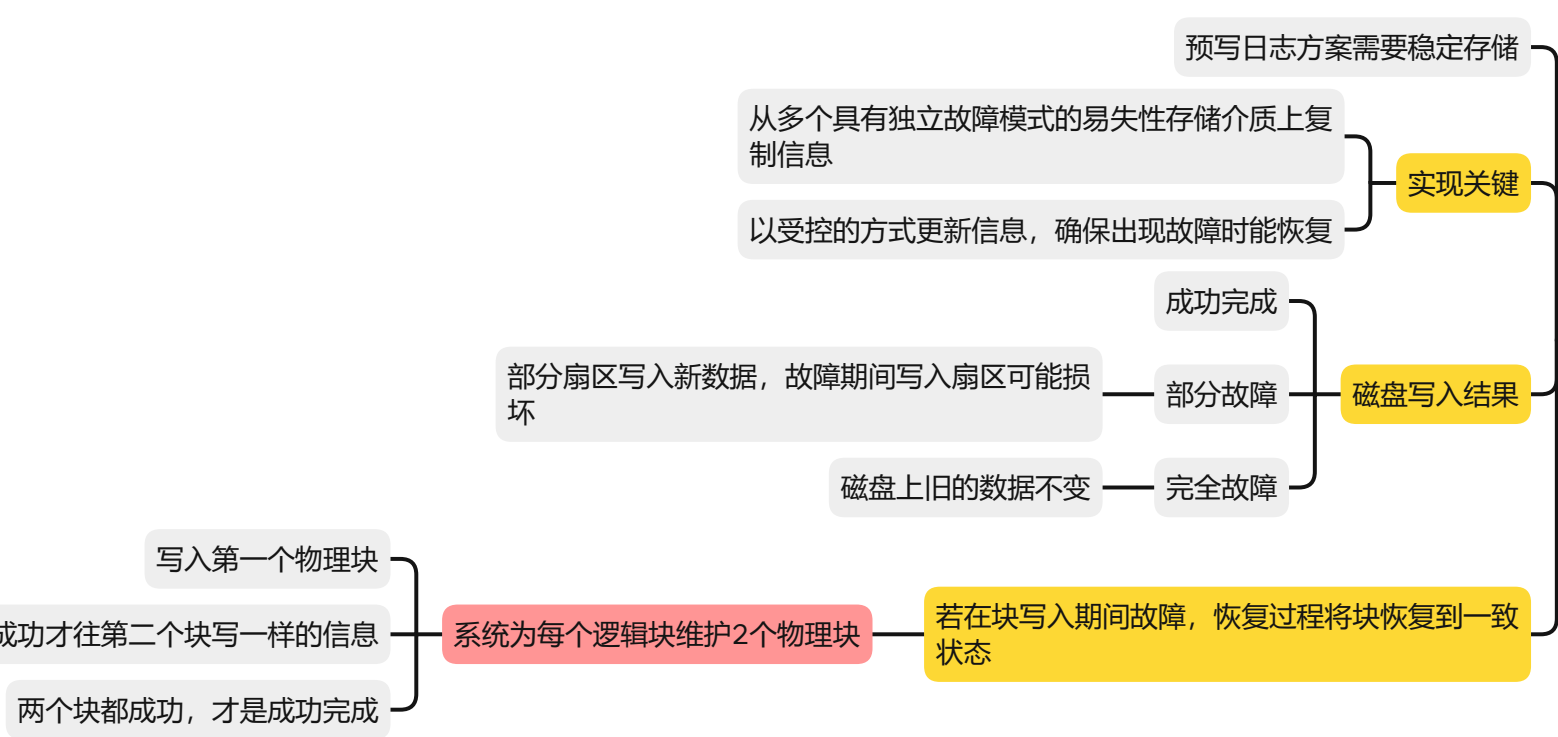 预写日志方案需要稳定存储
从多个具有独立故障模式的易失性存储介质上复
制信息
实现关键
以受控的方式更新信息，确保出现故障时能恢复
成功完成
部分扇区写入新数据，故障期间写入扇区可能损
坏
部分故障
磁盘写入结果
磁盘上旧的数据不变
完全故障
写入第一个物理块
成功才往第二个块写一样的信息
两个块都成功，才是成功完成
系统为每个逻辑块维护2个物理块
若在块写入期间故障，恢复过程将块恢复到一致
状态